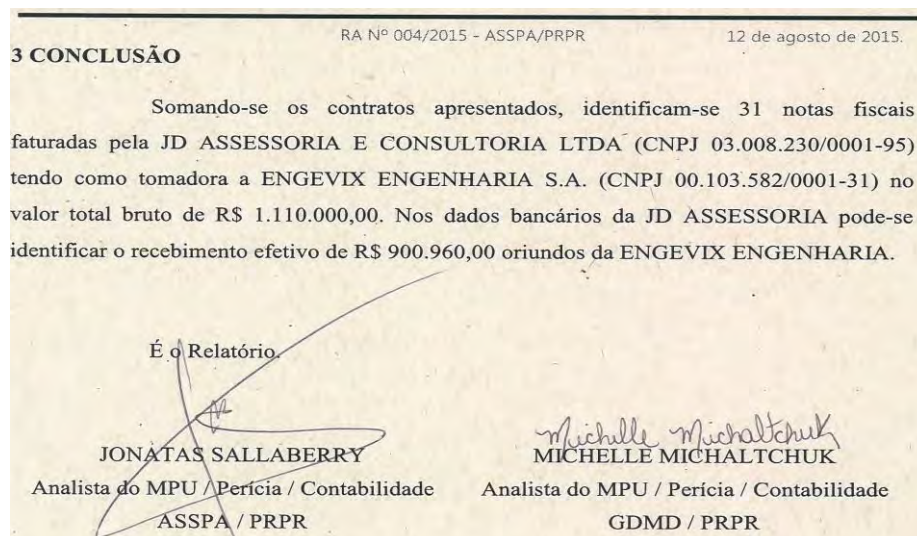 RA Nº 004/2015 - ASSPA/PRPR 12 de agosto de 2015.
3 CONCLUSÃO
Somando-se os contratos apresentados, identificam-se 31 notas fiscais
faturadas pela JD ASSESSORIA E CONSULTORIA LTDA (CNPJ 03.008.230/0001-95)
tendo como tomadora a ENGEVIX ENGENHARIA S.A. (CNPJ 00.103.582/0001-31) no
valor total bruto de R$ 1.110.000,00. Nos dados bancários da JD ASSESSORIA pode-se
identificar o recebimento efetivo de R$ 900.960,00 oriundos da ENGEVIX ENGENHARIA.
É o Relatório.
Michelle Michaltchuk
JONATAS SALLABERRY MICHELLE MICHALTCHUK
Analista do MPU / Perícia / Contabilidade Analista do MPU / Perícia / Contabilidade
ASSPA / PRPR GDMD / PRPR